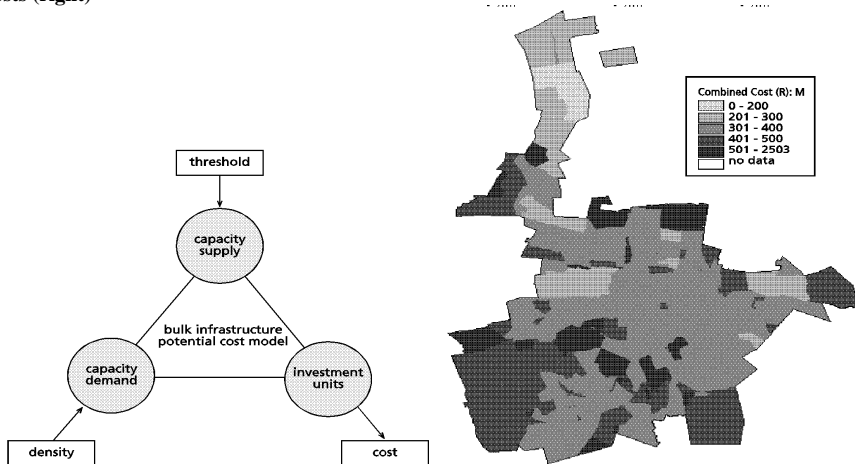 threshold
capacity
supply
bulk infrastructure
potential cost model
capacity
demand
investment
units
density
cost
Combined Cost (R): M
0 - 200
201 - 300
301 - 400
401 - 500
501 - 2503
no data